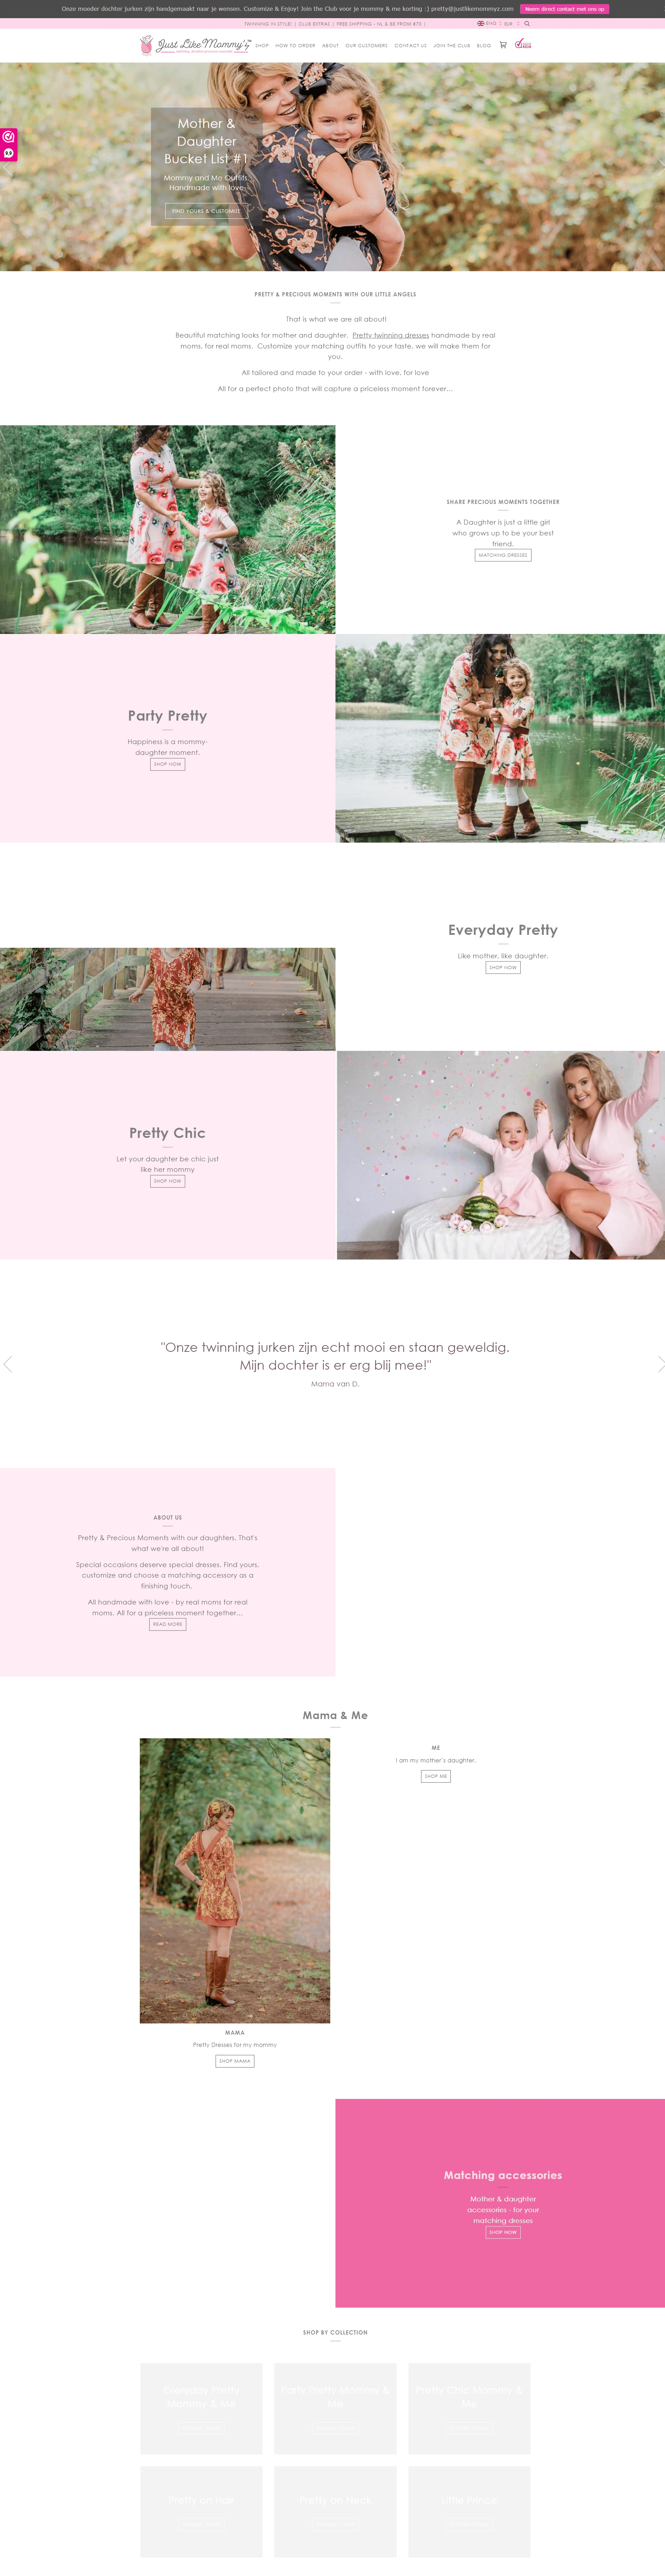 Onze moeder dochter jurken zijn handgemaakt naar je wensen. Customize & Enjoy! Join the Club voor je mommy & me korting :) pretty@justlikemommyz.com
Neem direct contact met ons op
TWINNING IN STYLE! | CLUB EXTRAS | FREE SHIPPING - NL & BE FROM €75 |
ENG
EUR
Just Like Mommy'z™
SHOP
HOW TO ORDER
ABOUT
OUR CUSTOMERS
CONTACT US
JOIN THE CLUB
BLOG
Mother &
Daughter
Bucket List #1
Mommy and Me Outfits.
Handmade with love.
FIND YOURS & CUSTOMIZE
PRETTY & PRECIOUS MOMENTS WITH OUR LITTLE ANGELS
That is what we are all about!
Beautiful matching looks for mother and daughter. Pretty twinning dresses handmade by real
moms, for real moms. Customize your matching outfits to your taste, we will make them for
you.
All tailored and made to your order - with love, for love
All for a perfect photo that will capture a priceless moment forever...
SHARE PRECIOUS MOMENTS TOGETHER
A Daughter is just a little girl
who grows up to be your best
friend.
MATCHING DRESSES
Party Pretty
Happiness is a mommy-
daughter moment.
SHOP NOW
Everyday Pretty
Like mother, like daughter.
SHOP NOW
Pretty Chic
Let your daughter be chic just
like her mommy
SHOP NOW
"Onze twinning jurken zijn echt mooi en staan geweldig.
Mijn dochter is er erg blij mee!"
Mama van D.
ABOUT US
Pretty & Precious Moments with our daughters. That's
what we're all about!
Special occasions deserve special dresses. Find yours,
customize and choose a matching accessory as a
finishing touch.
All handmade with love - by real moms for real
moms. All for a priceless moment together...
READ MORE
Mama & Me
ME
I am my mother's daughter.
SHOP ME
MAMA
Pretty Dresses for my mommy
SHOP MAMA
Matching accessories
Mother & daughter
accessories - for your
matching dresses
SHOP NOW
SHOP BY COLLECTION
Everyday Pretty
Mommy & Me
Party Pretty Mommy &
Me
Pretty Chic Mommy &
Me